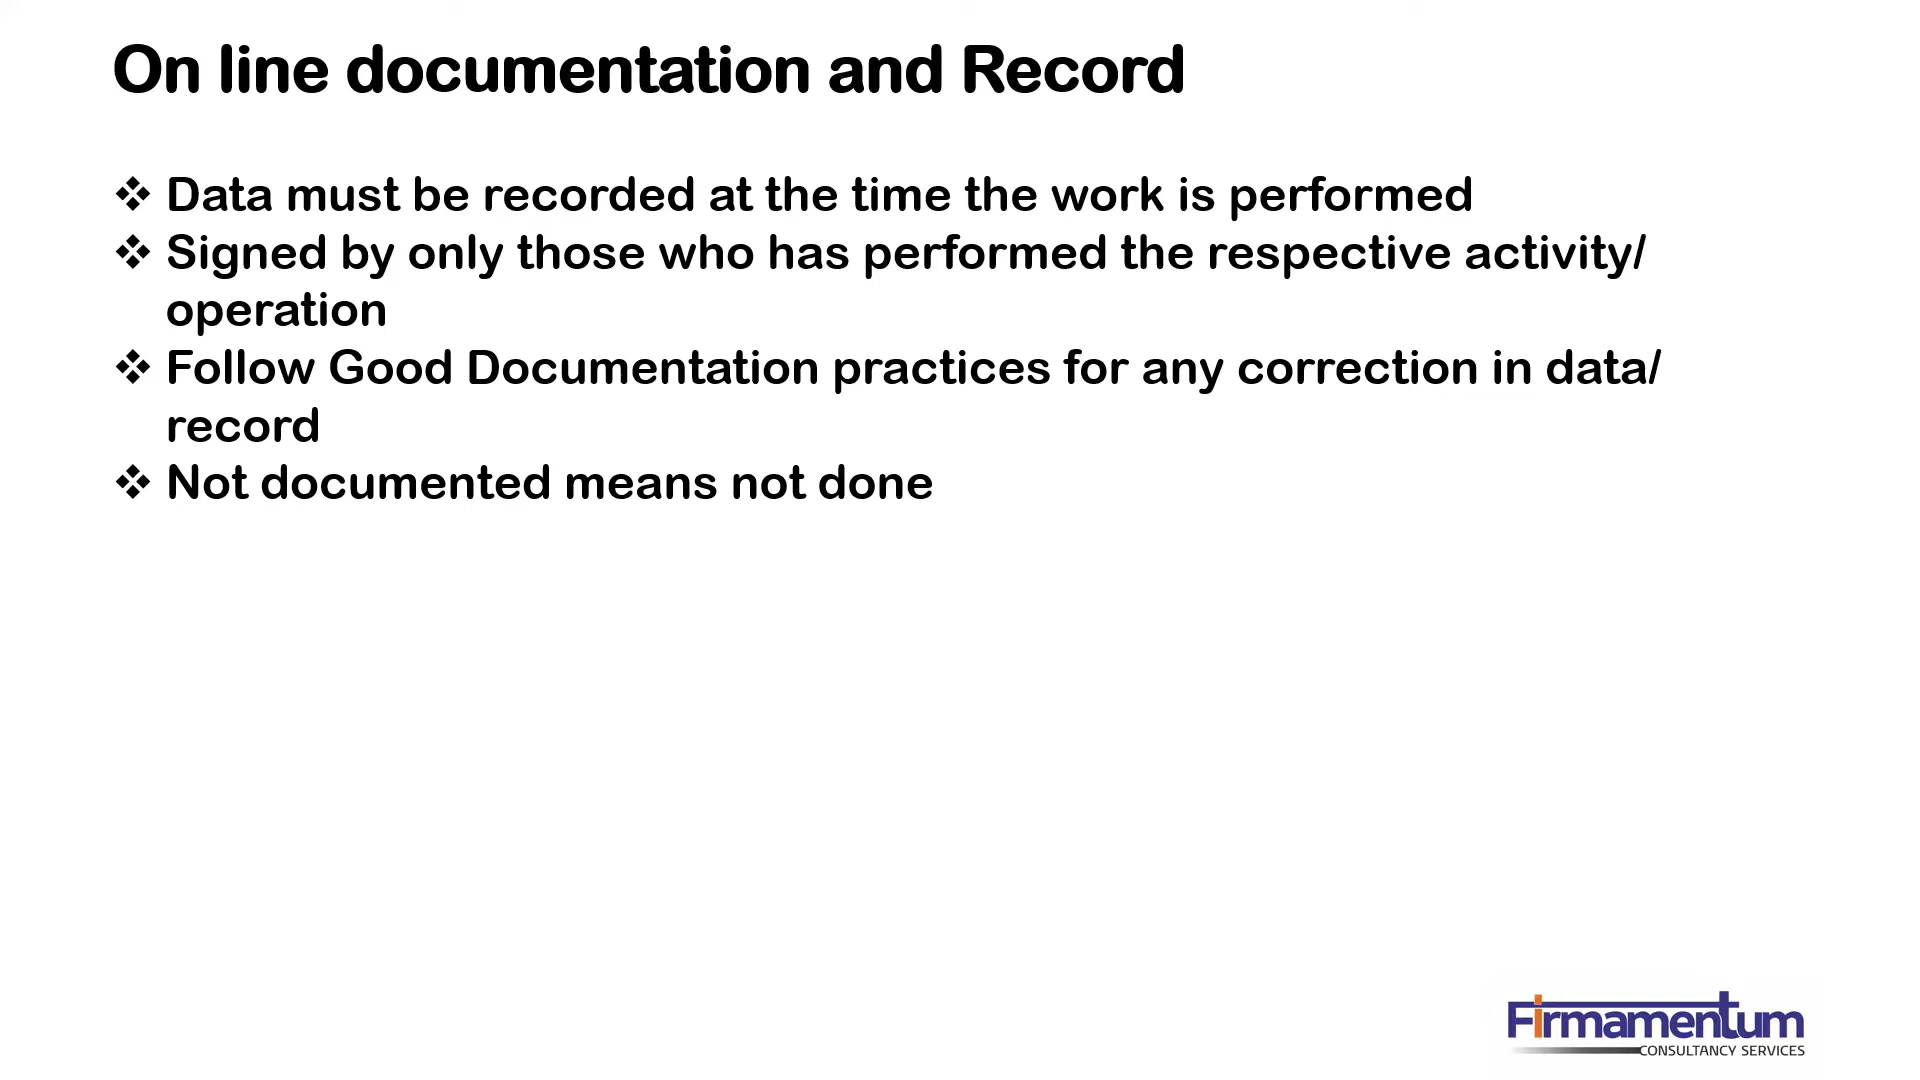 On line documentation and Record
❖ Data must be recorded at the time the work is performed
❖ Signed by only those who has performed the respective activity/
operation
❖ Follow Good Documentation practices for any correction in data/
record
❖ Not documented means not done
Firmamentum
CONSULTANCY SERVICES